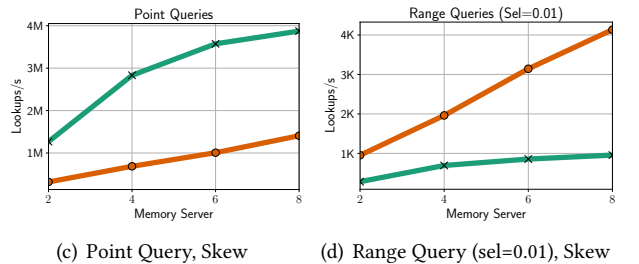 Point Queries
4M
3M
2M
1M
Lookups/s
2 4 6 8
Memory Server
(c) Point Query, Skew
Range Queries (Sel=0.01)
4K
3K
2K
1K
Lookups/s
2 4 6 8
Memory Server
(d) Range Query (sel=0.01), Skew